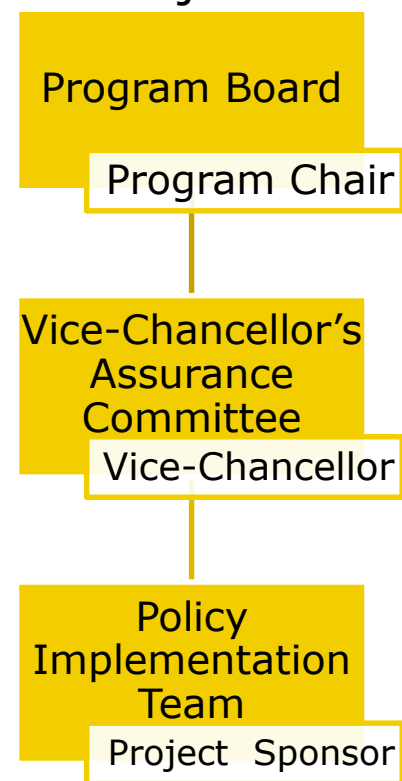 Program Board
Program Chair
Vice-Chancellor’s
Assurance
Committee
Vice-Chancellor
Policy
Implementation
Team
Project Sponsor